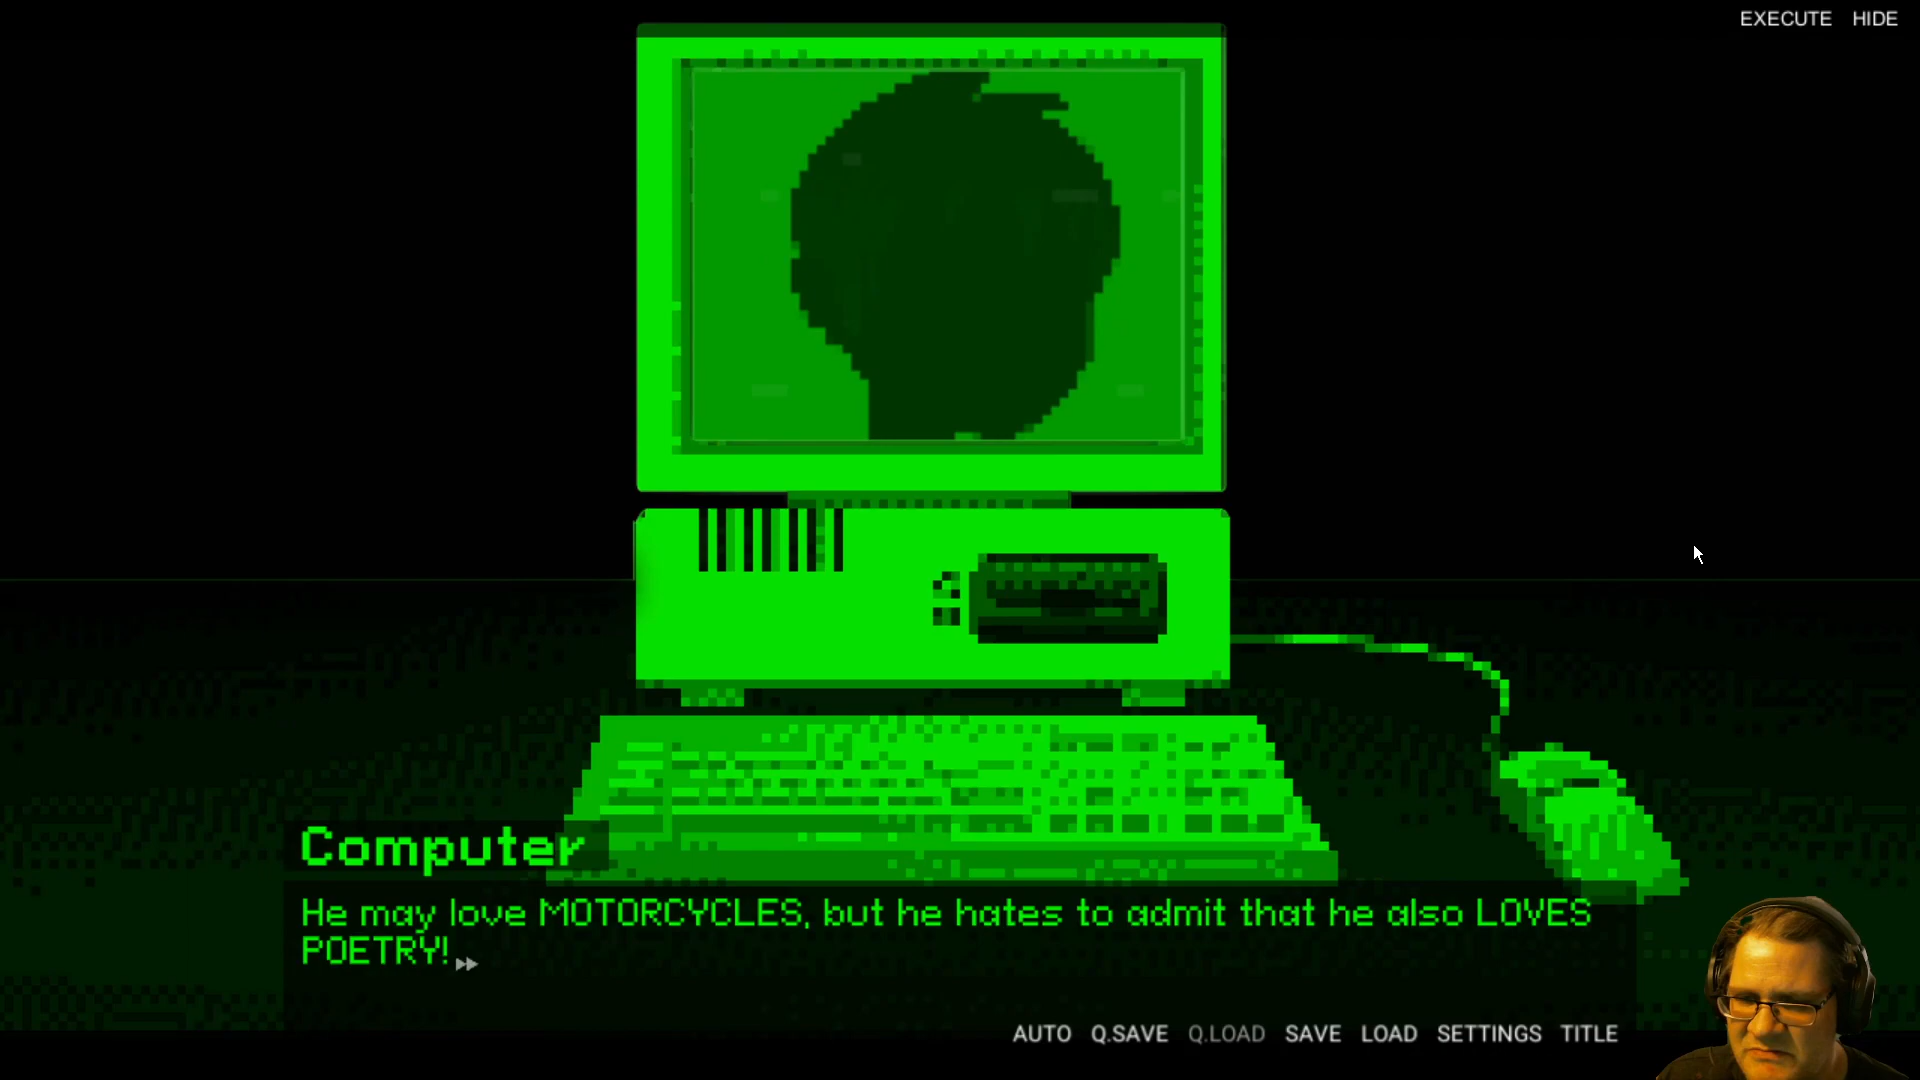 EXECUTE HIDE
Computer
He may love MOTORCYCLES, but he hates to admit that he also LOVES
POETRY!
AUTO Q.SAVE Q.LOAD SAVE LOAD SETTINGS TITLE